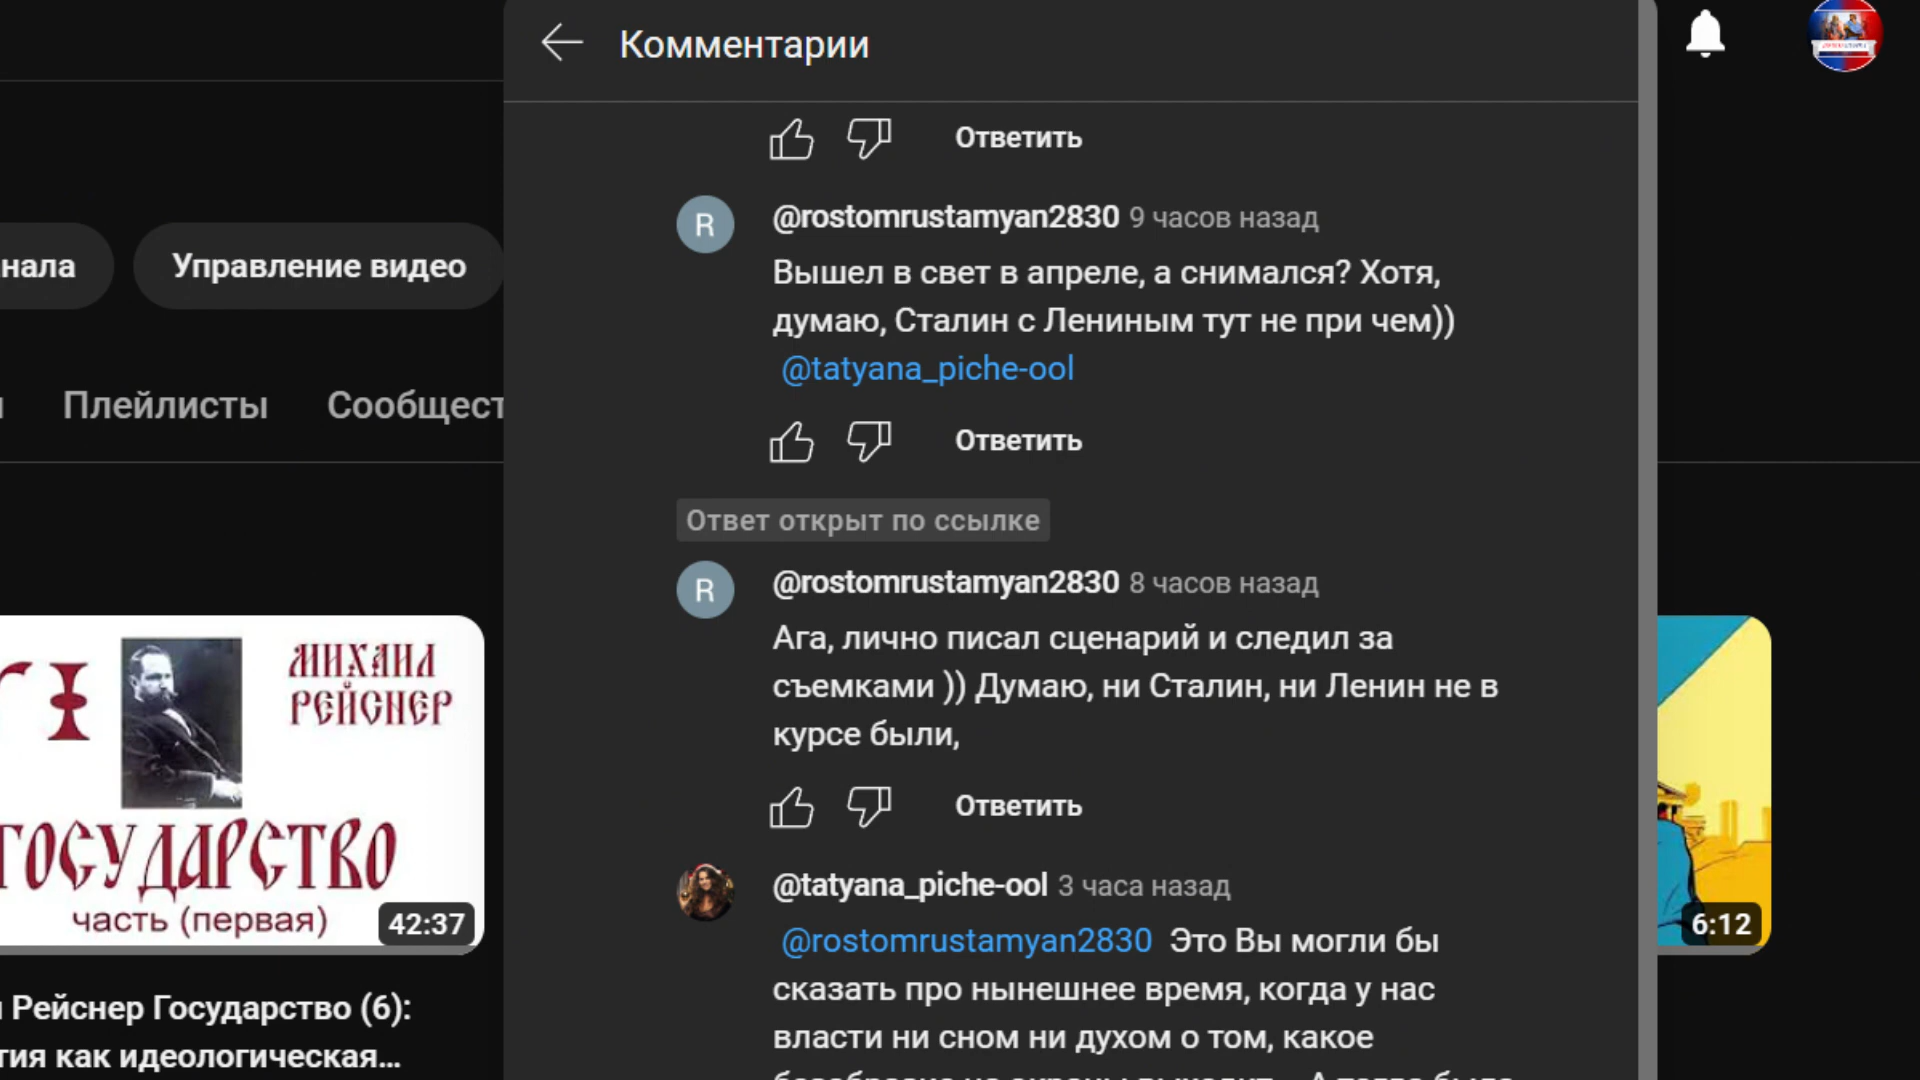 Комментарии
Ответить
R
@rostomrustamyan2830 9 часов назад
Вышел в свет в апреле, а снимался? Хотя,
думаю, Сталин с Лениным тут не при чем))
@tatyana_piche-ool
Ответить
Ответ открыт по ссылке
R
@rostomrustamyan2830 8 часов назад
Ага, лично писал сценарий и следил за
съемками )) Думаю, ни Сталин, ни Ленин не в
курсе были,
Ответить
@tatyana_piche-ool 3 часа назад
@rostomrustamyan2830 Это Вы могли бы
сказать про нынешнее время, когда у нас
власти ни сном ни духом о том, какое
нала
Управление видео
Плейлисты
Сообщест
МИХАИЛ
РЕЙСНЕР
ГОСУДАРСТВО
часть (первая)
42:37
Рейснер Государство (6):
тия как идеологическая...
6:12